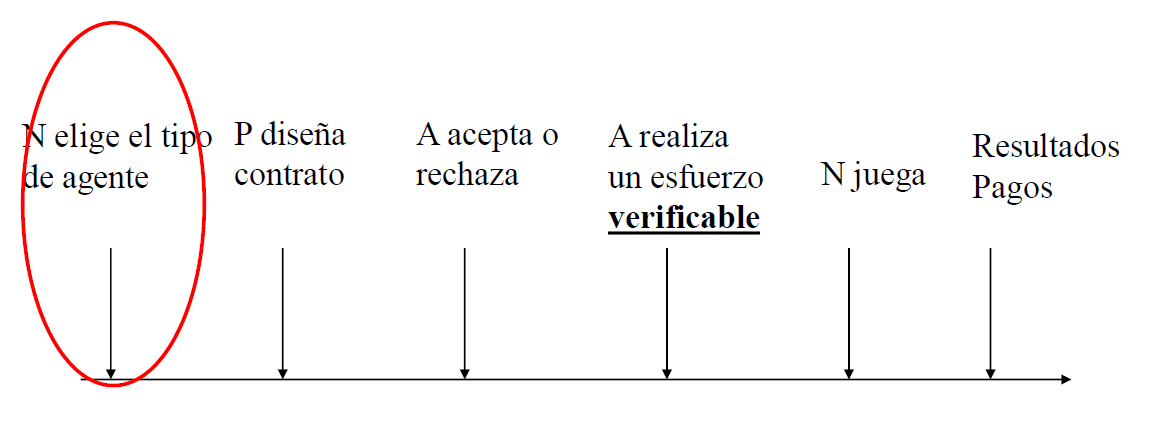 N elige el tipo
de agente
P diseña
contrato
A acepta o
rechaza
A realiza
un esfuerzo
verificable
N juega
Resultados
Pagos